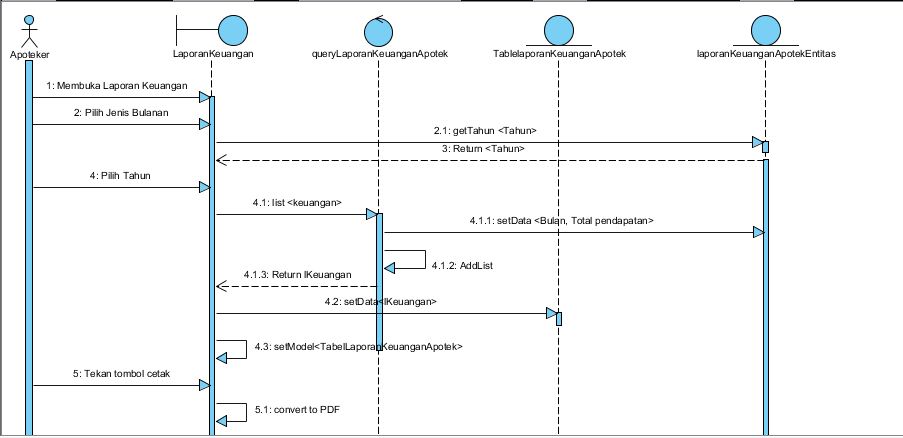 Apoteker
LaporanKeuangan
queryLaporanKeuanganApotek
TablelaporanKeuanganApotek
laporanKeuanganApotekEntitas
1: Membuka Laporan Keuangan
2: Pilih Jenis Bulanan
2.1: getTahun <Tahun>
3: Return <Tahun>
4: Pilih Tahun
4.1: list <keuangan>
4.1.1: setData <Bulan, Total pendapatan>
4.1.2: AddList
4.1.3: Return lKeuangan
4.2: setData<lKeuangan>
4.3: setModel<TabelLaporanKeuanganApotek>
5: Tekan tombol cetak
5.1: convert to PDF